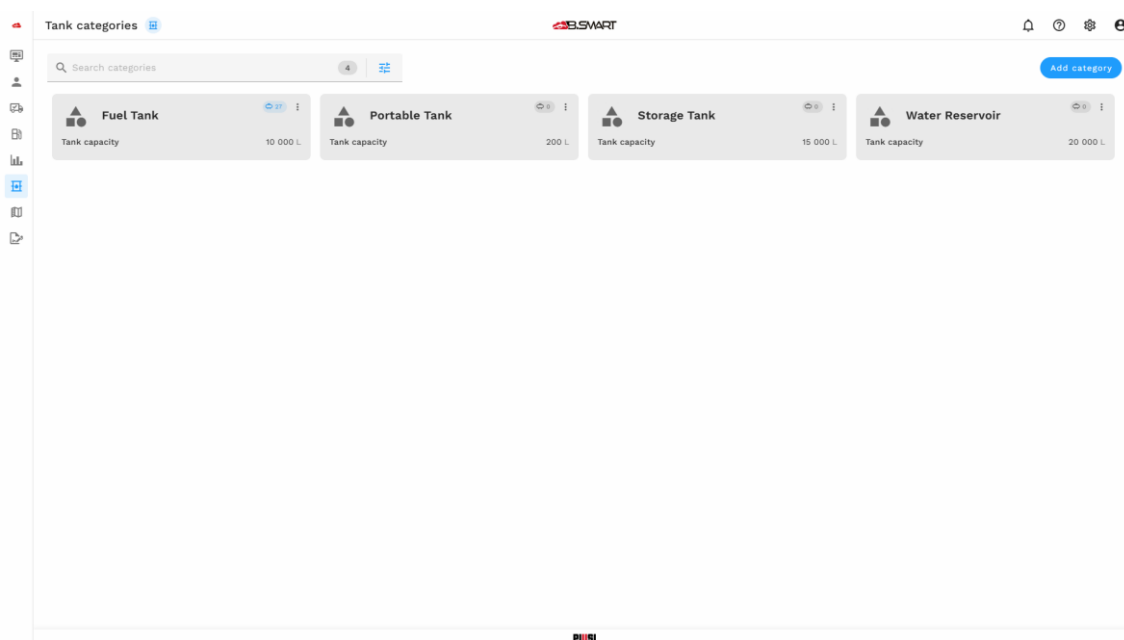 Tank categories
B.SMART
Search categories
4
Add category
Fuel Tank
Tank capacity
10 000 L
Portable Tank
0
Tank capacity
200 L
Storage Tank
0
Tank capacity
15 000 L
Water Reservoir
0
Tank capacity
20 000 L
PIUSI